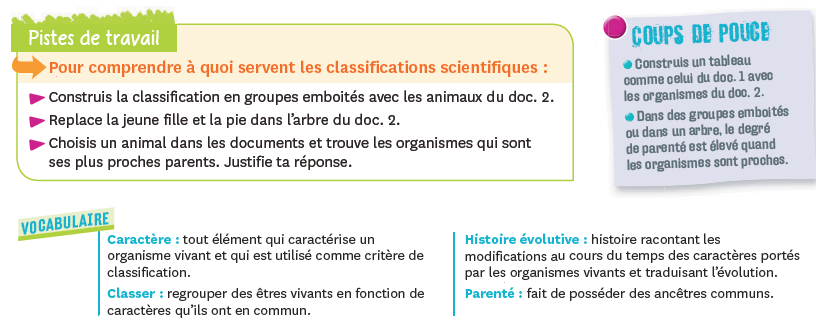 Pistes de travail
Pour comprendre à quoi servent les classifications scientifiques :
Construis la classification en groupes emboités avec les animaux du doc. 2.
Replace la jeune fille et la pie dans l'arbre du doc. 2.
Choisis un animal dans les documents et trouve les organismes qui sont
ses plus proches parents. Justifie ta réponse.
COUPS DE POUCE
Construis un tableau
comme celui du doc. 1 avec
les organismes du doc. 2.
Dans des groupes emboités
ou dans un arbre, le degré
de parenté est élevé quand
les organismes sont proches.
VOCABULAIRE
Caractère : tout élément qui caractérise un
organisme vivant et qui est utilisé comme critère de
classification.
Classer : regrouper des êtres vivants en fonction de
caractères qu'ils ont en commun.
Histoire évolutive : histoire racontant les
modifications au cours du temps des caractères portés
par les organismes vivants et traduisant l'évolution.
Parenté : fait de posséder des ancêtres communs.